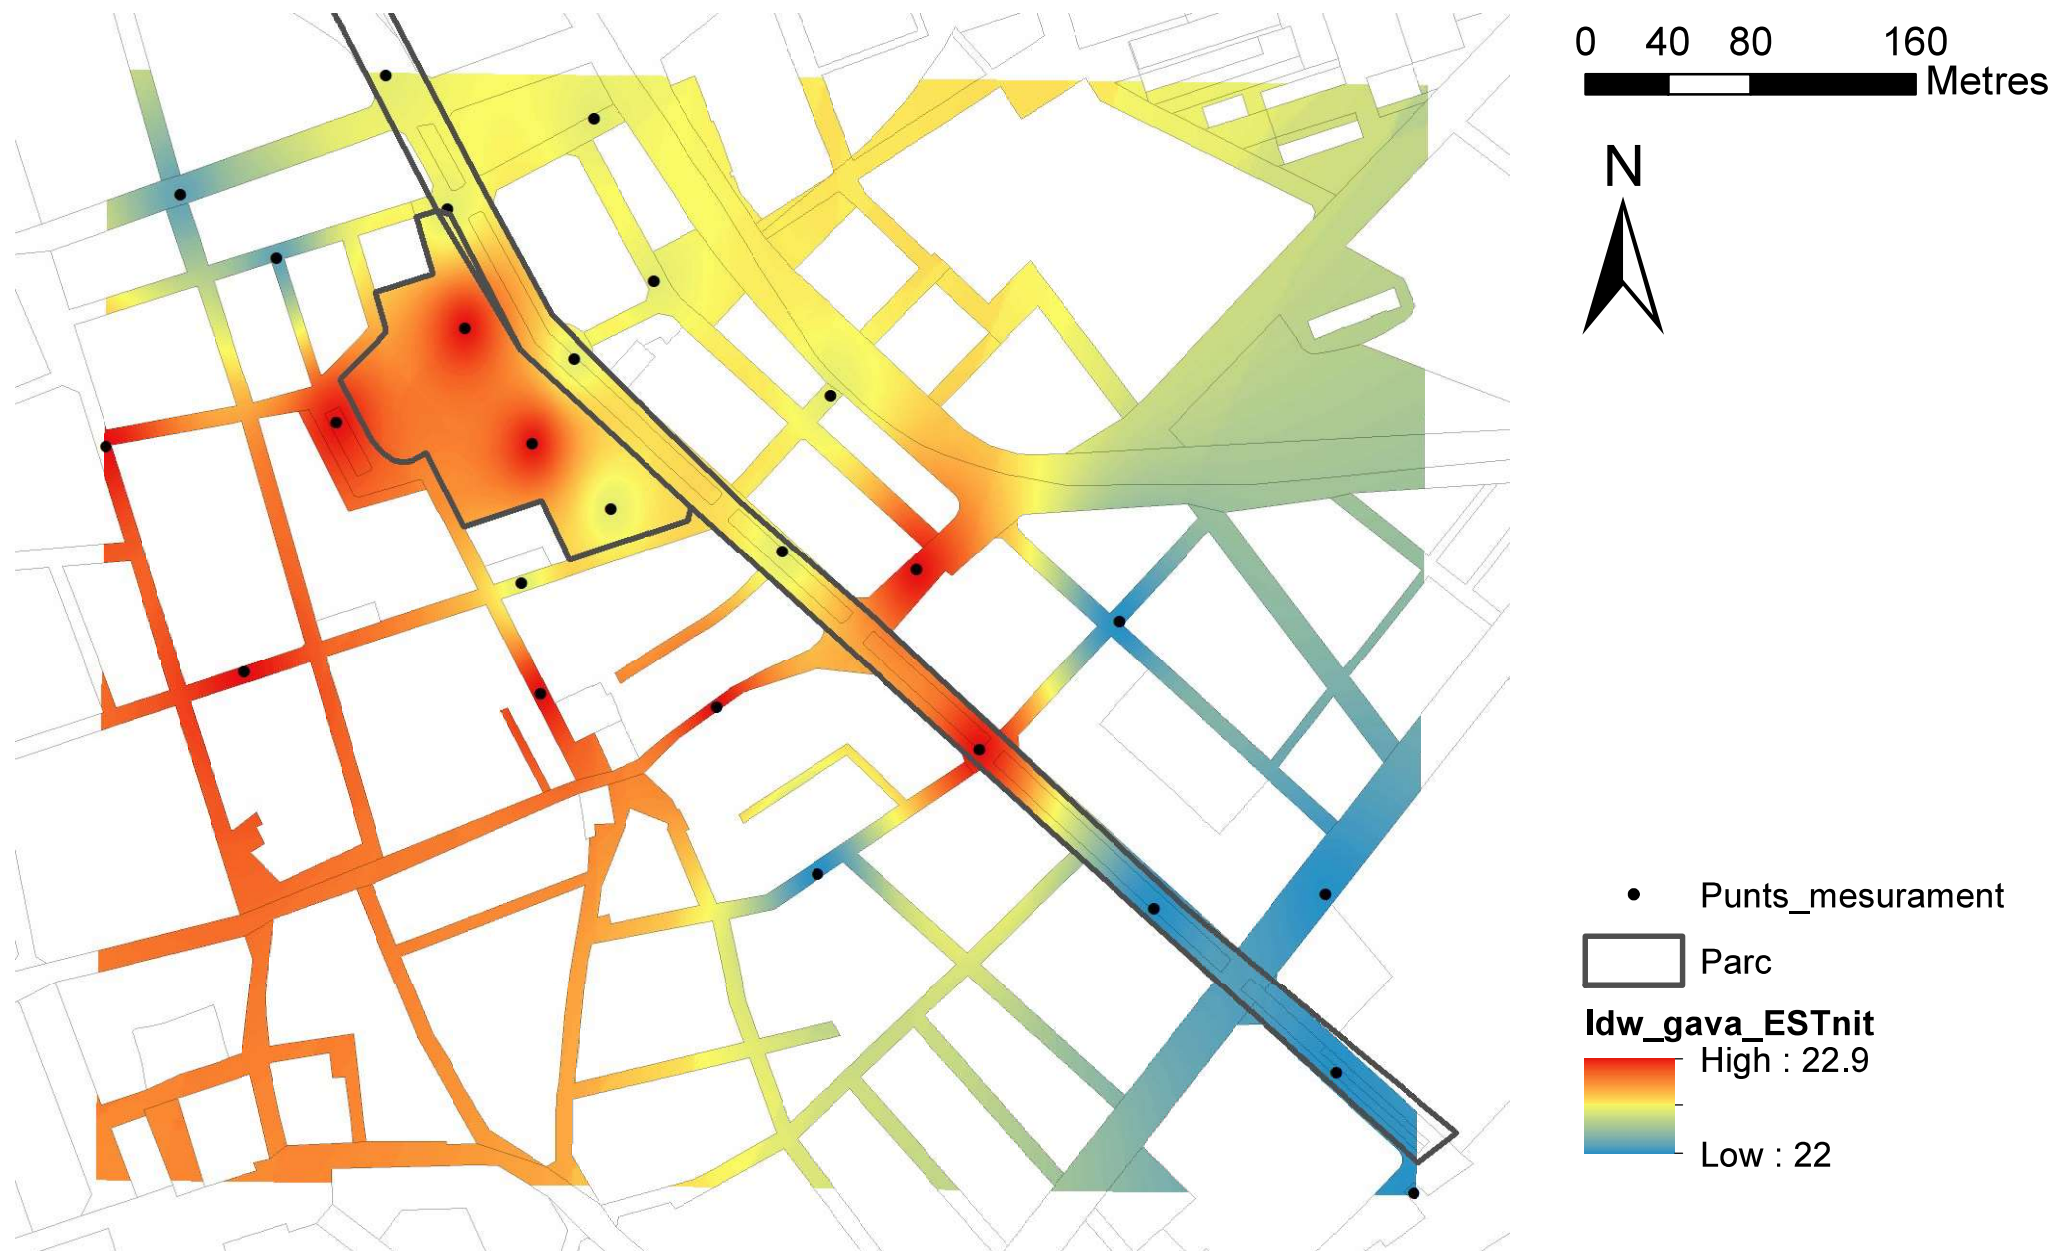 0 40 80 160
Metres
N
Punts_mesurament
Parc
Idw_gava_ESTnit
High : 22.9
Low : 22